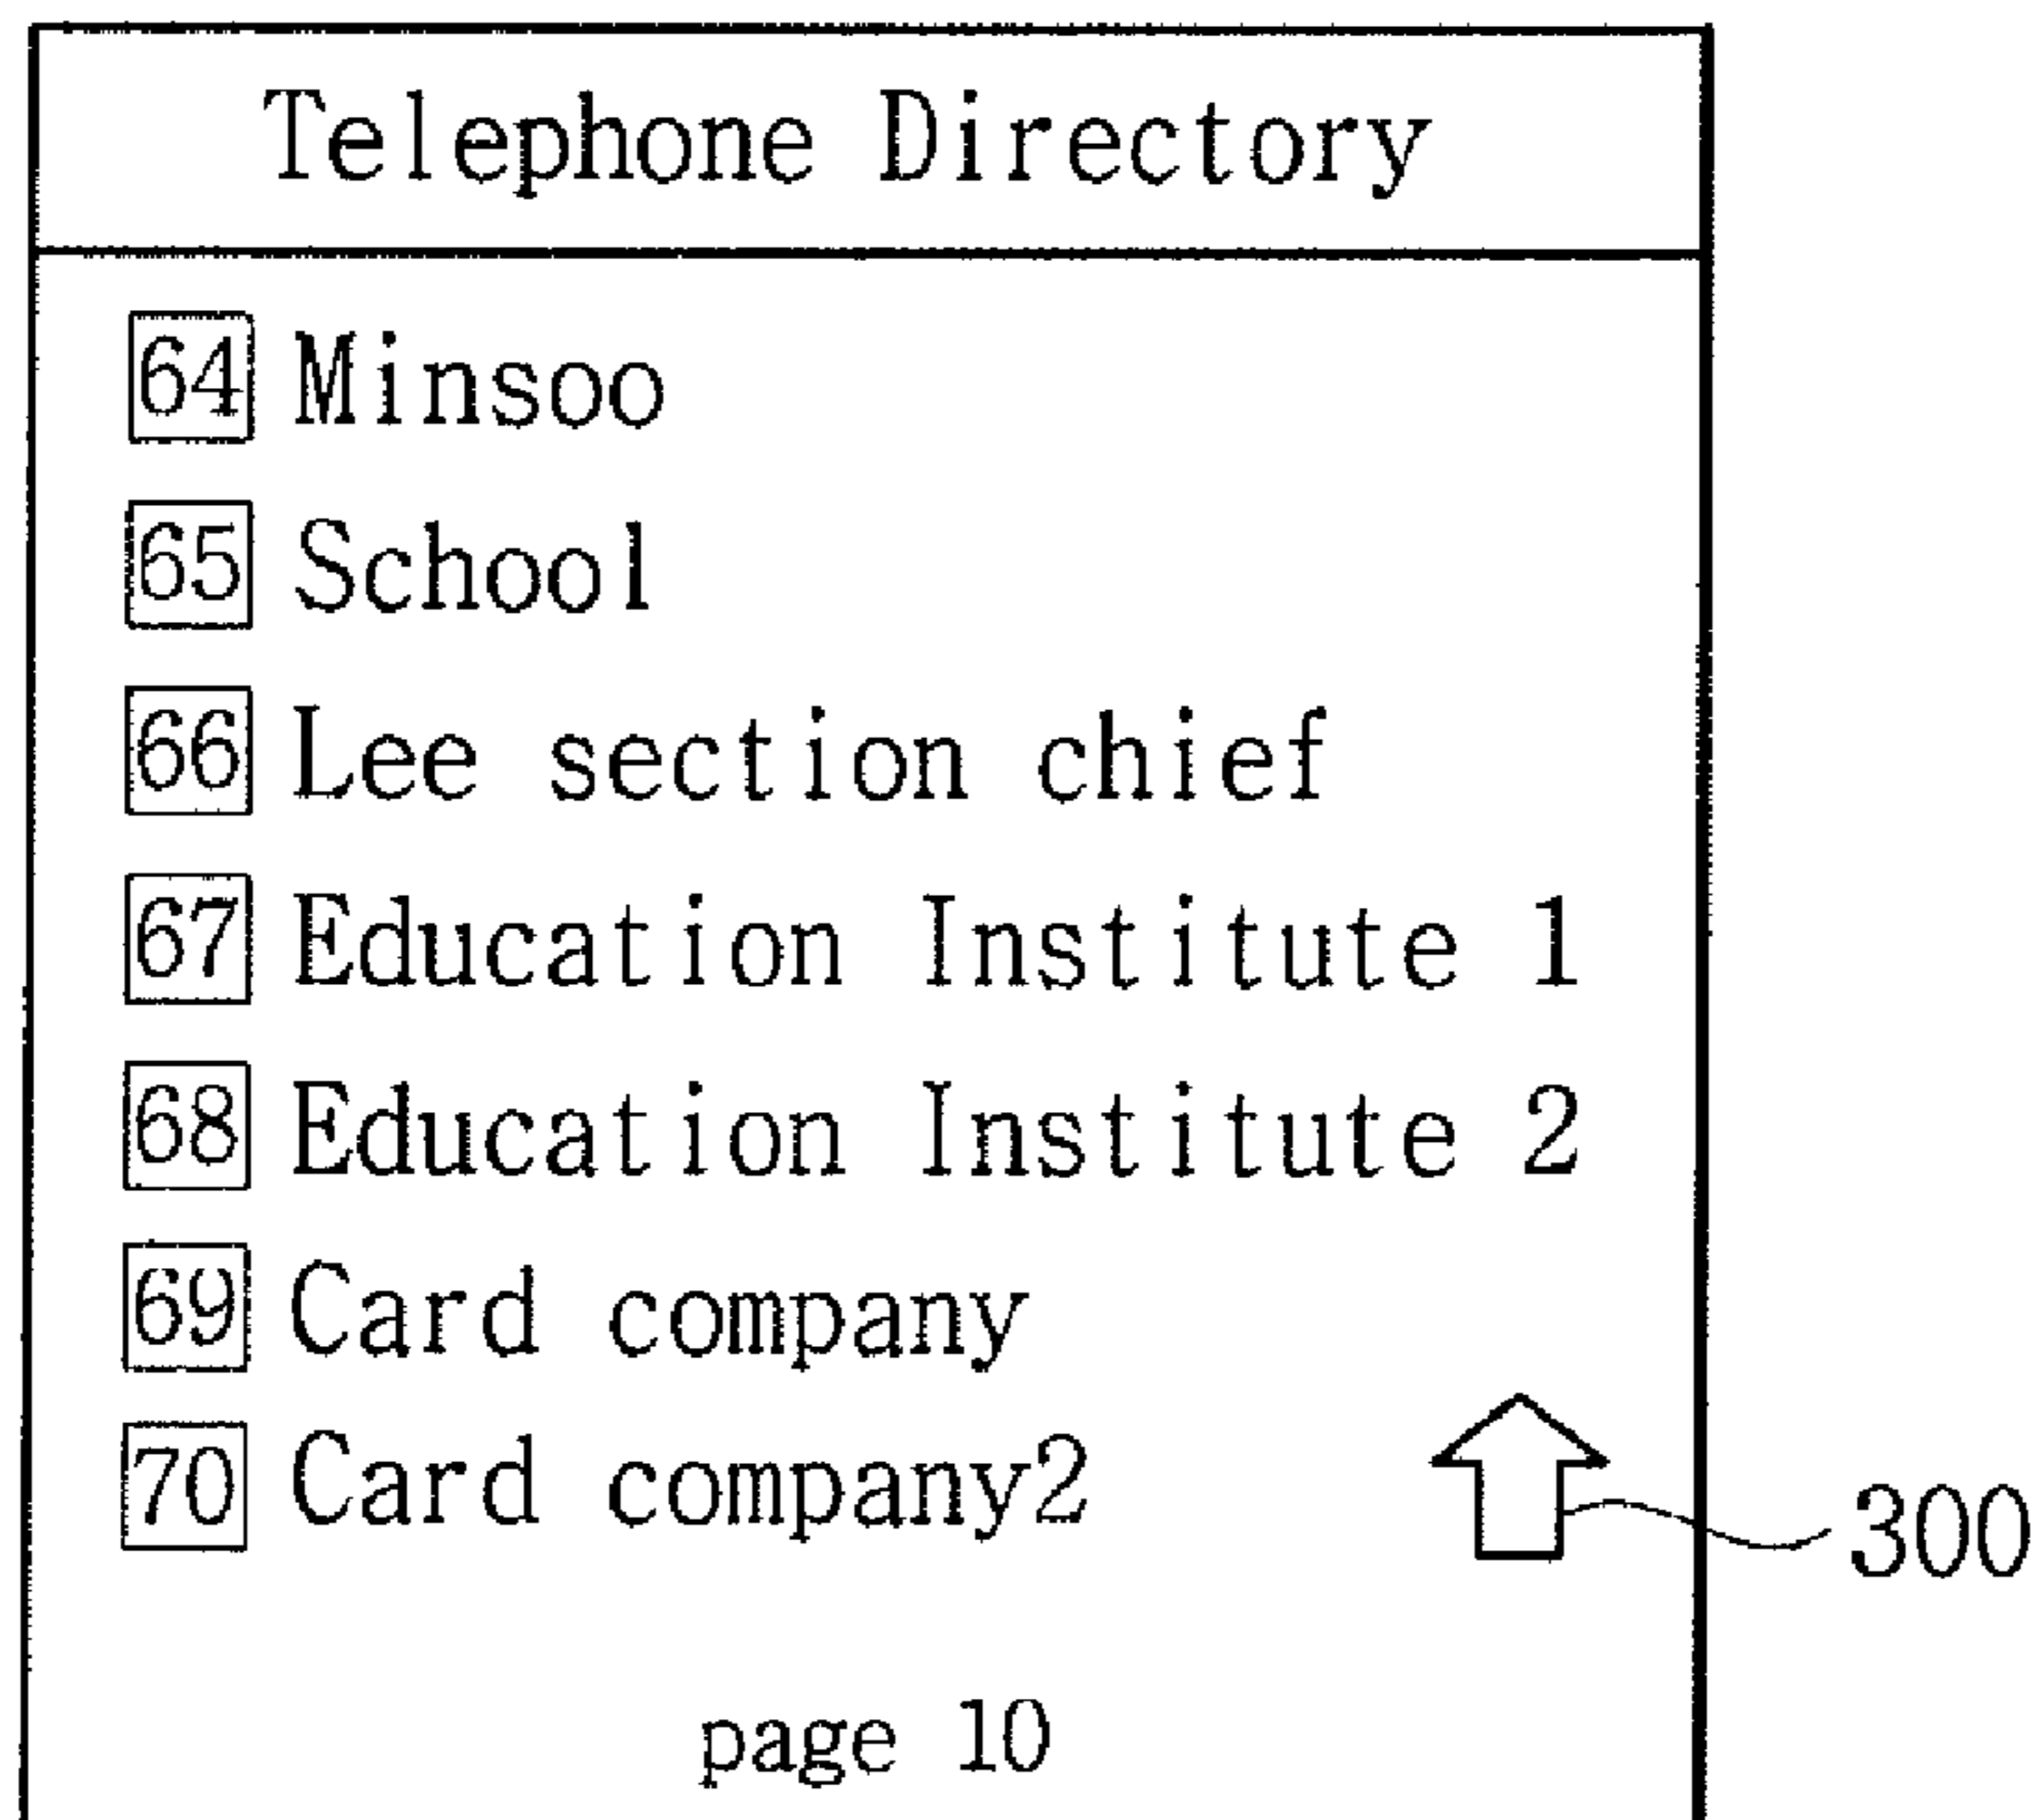 Telephone Directory
64 Minsoo
65 School
66 Lee section chief
67 Education Institute 1
68 Education Institute 2
69 Card company
70 Card company2
300
page 10